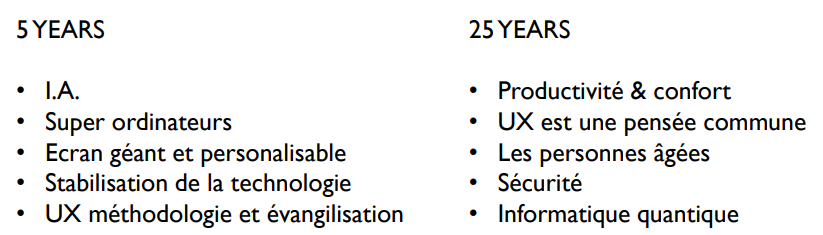 5 YEARS
• I.A.
• Super ordinateurs
• Ecran géant et personalisable
• Stabilisation de la technologie
• UX méthodologie et évangilisation
25 YEARS
• Productivité & confort
• UX est une pensée commune
• Les personnes âgées
• Sécurité
• Informatique quantique